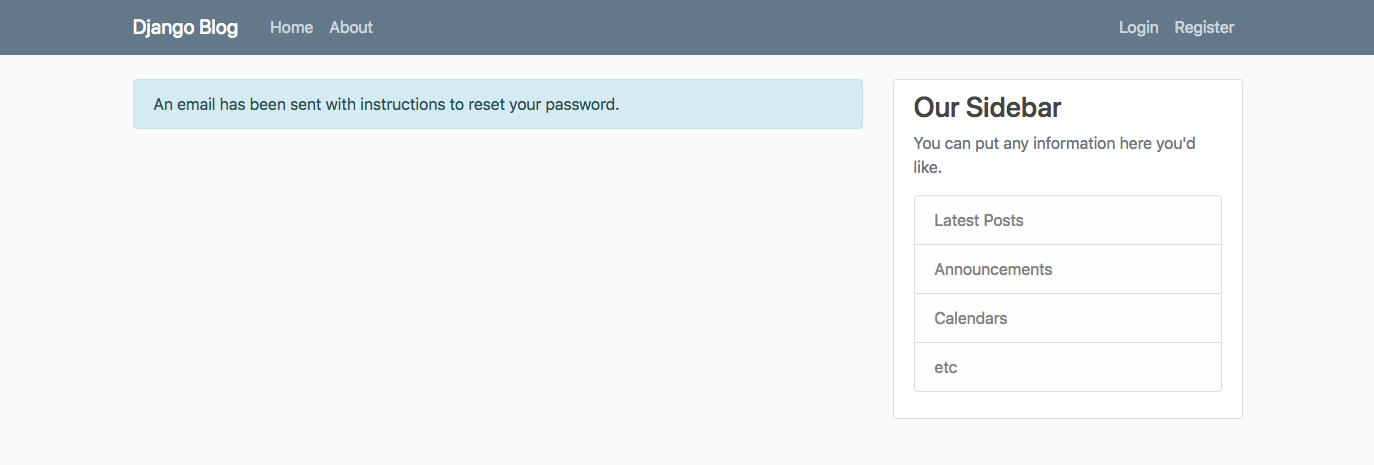 Django Blog Home About Login Register
An email has been sent with instructions to reset your password.
Our Sidebar
You can put any information here you'd
like.
Latest Posts
Announcements
Calendars
etc